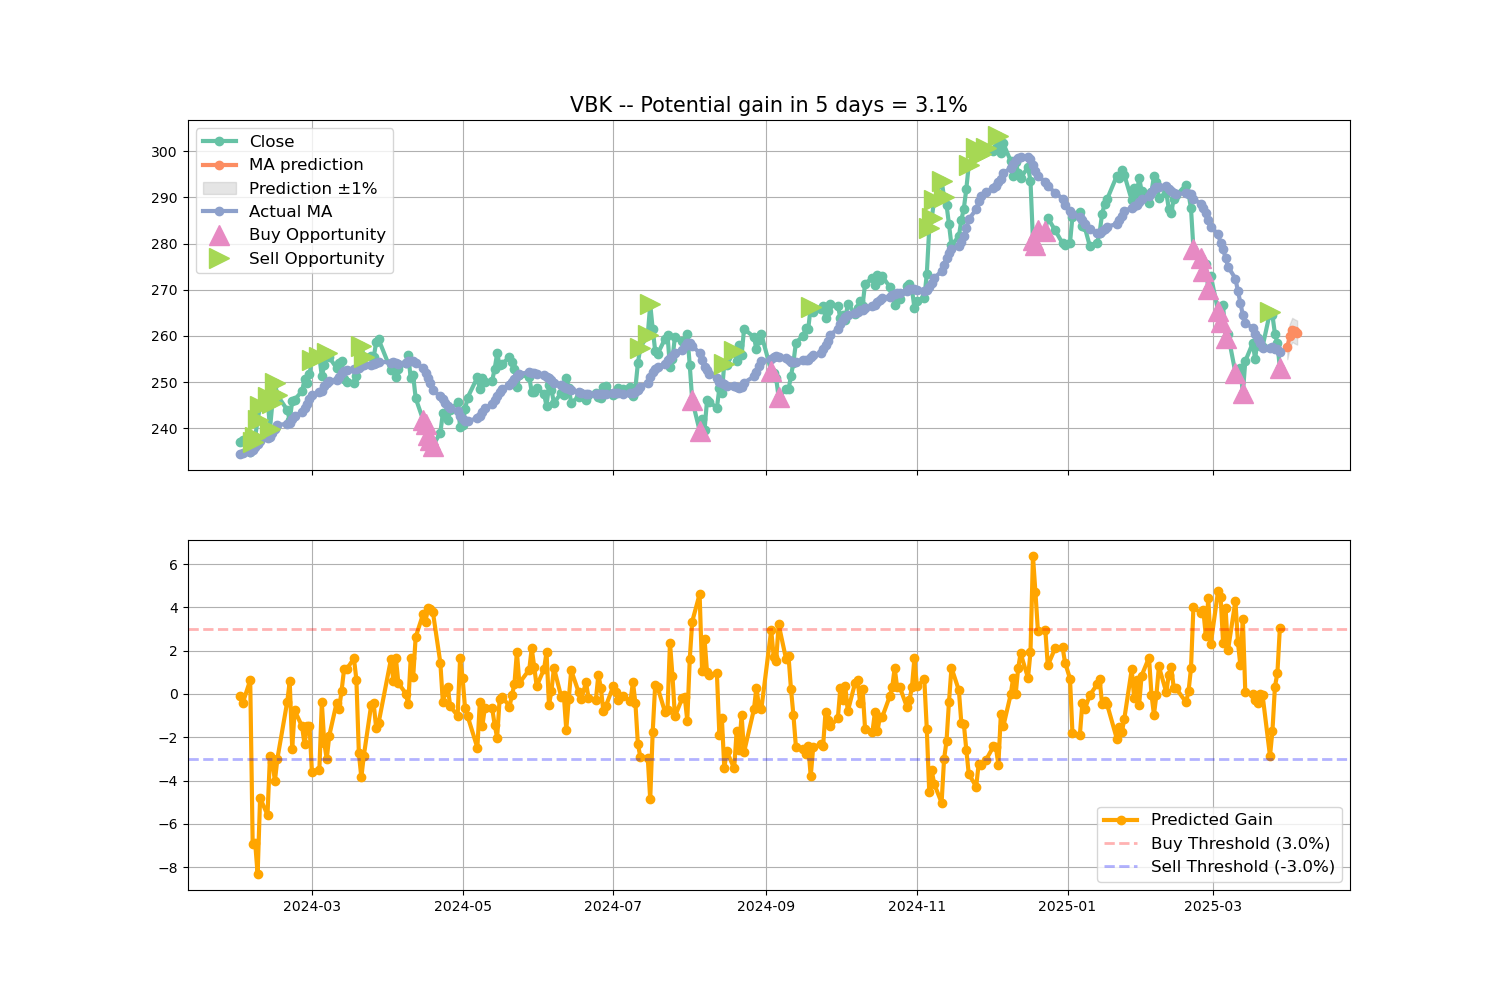 VBK -- Potential gain in 5 days = 3.1%
Close
MA prediction
Prediction ±1%
Actual MA
Buy Opportunity
Sell Opportunity
300
290
280
270
260
250
240
6
4
2
0
−2
−4
−6
−8
Predicted Gain
Buy Threshold (3.0%)
Sell Threshold (-3.0%)
2024-03
2024-05
2024-07
2024-09
2024-11
2025-01
2025-03